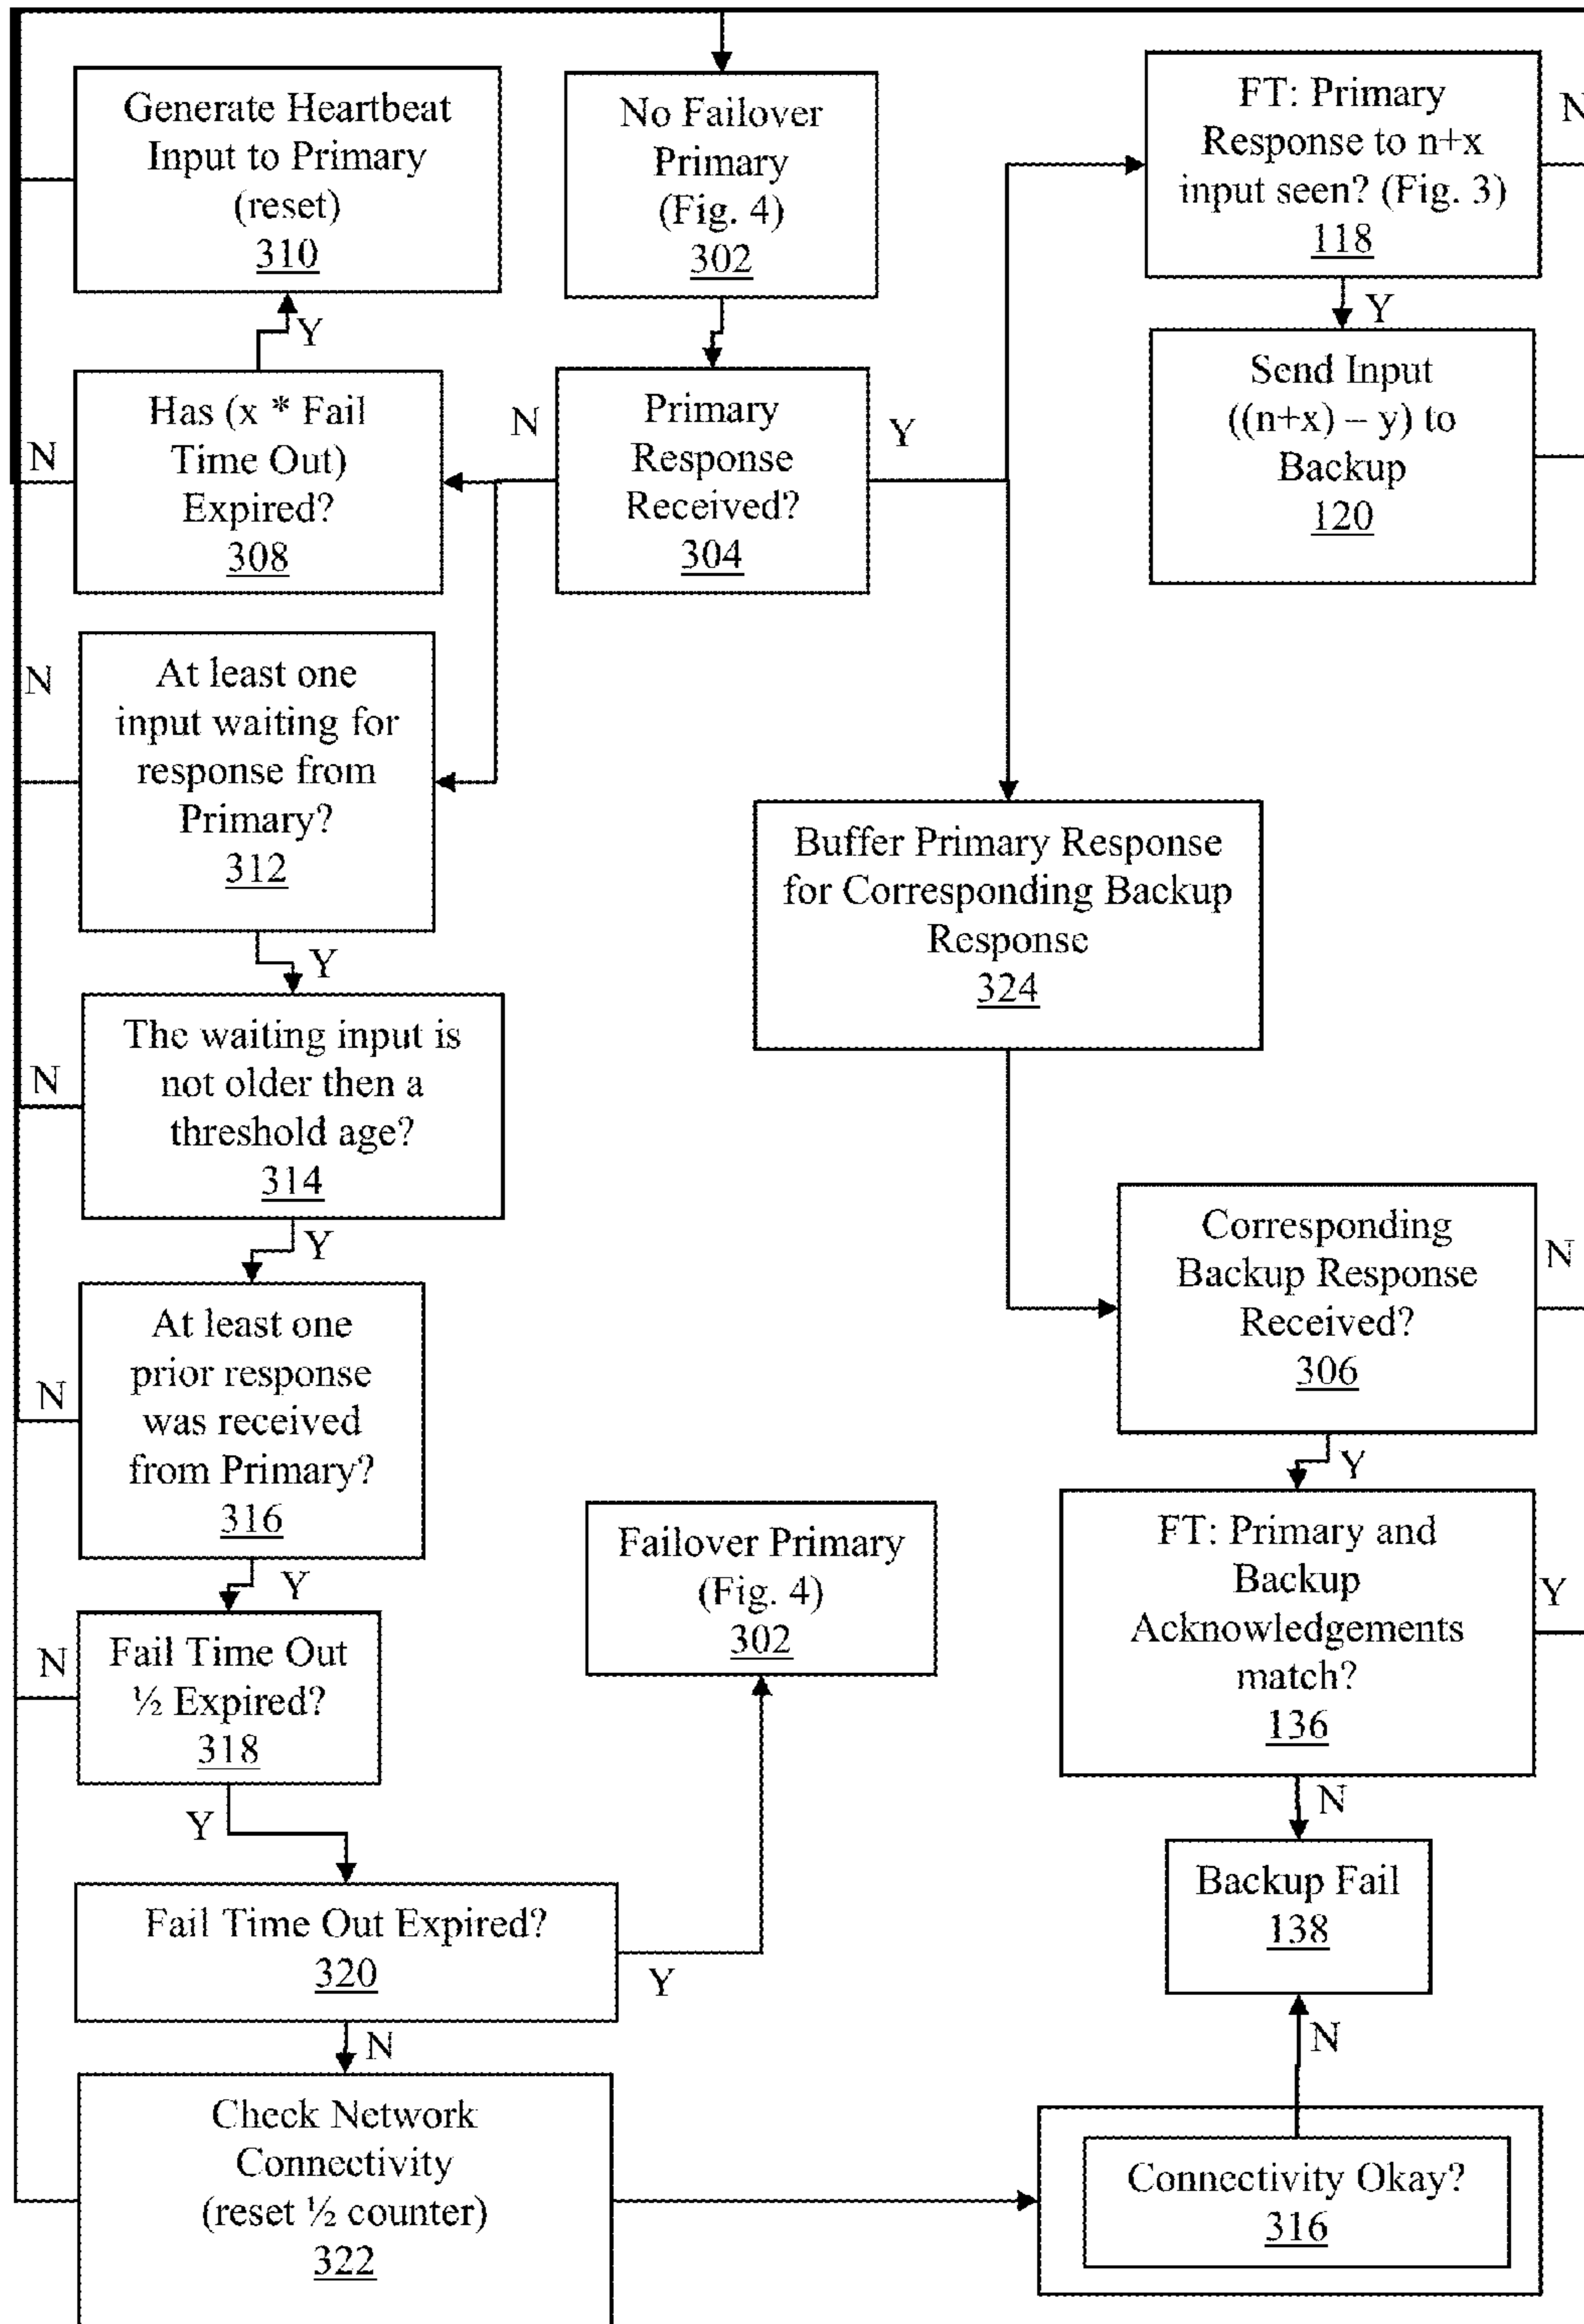 Generate Heartbeat
Input to Primary
(reset)
310
No Failover
Primary
(Fig. 4)
302
FT: Primary
Response to n+x
input seen? (Fig. 3)
118
N
Y
Y
Has (x * Fail
Time Out)
Expired?
308
N
N
Primary
Response
Received?
304
Y
Send Input
((n+x) – y) to
Backup
120
N
At least one
input waiting for
response from
Primary?
312
Y
Buffer Primary Response
for Corresponding Backup
Response
324
N
The waiting input is
not older then a
threshold age?
314
Y
Corresponding
Backup Response
Received?
306
N
Y
N
At least one
prior response
was received
from Primary?
316
Y
Failover Primary
(Fig. 4)
302
FT: Primary and
Backup
Acknowledgements
match?
136
Y
N
N
Fail Time Out
½ Expired?
318
Y
Backup Fail
138
Fail Time Out Expired?
320
Y
N
N
Check Network
Connectivity
(reset ½ counter)
322
Connectivity Okay?
316